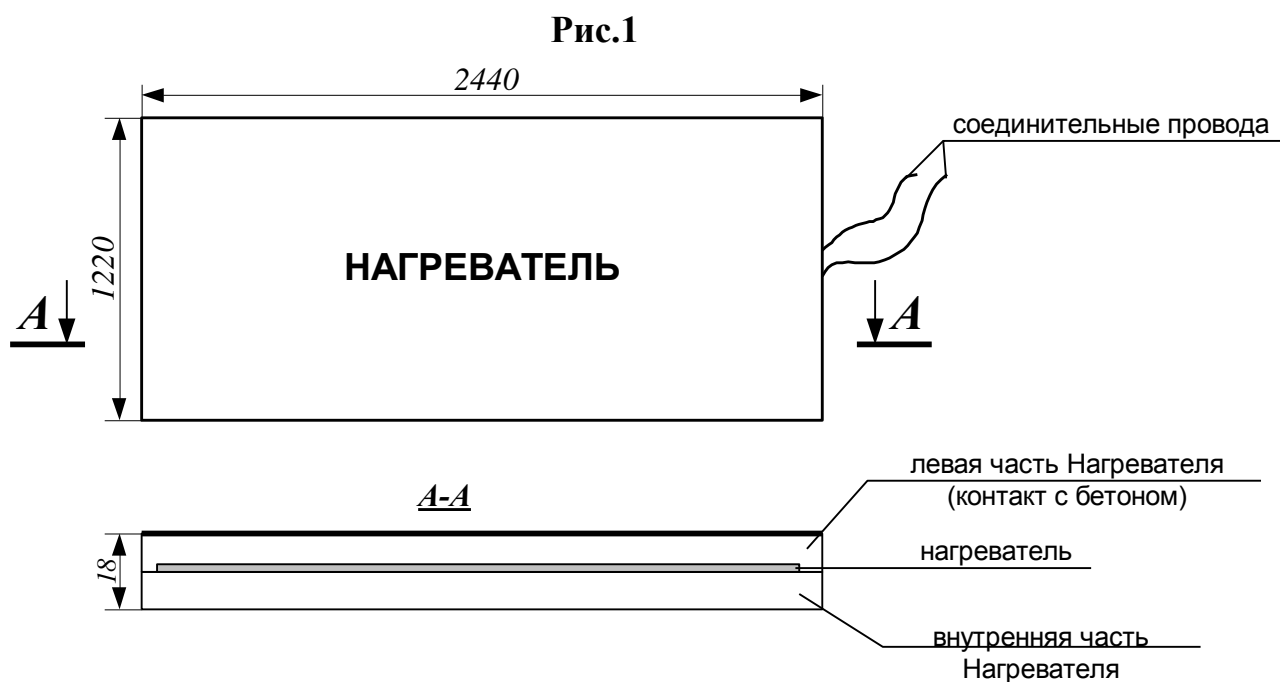 Рис.1
2440
соединительные провода
1220
НАГРЕВАТЕЛЬ
А А
левая часть Нагревателя
(контакт с бетоном)
А-А
18
нагреватель
внутренняя часть
Нагревателя